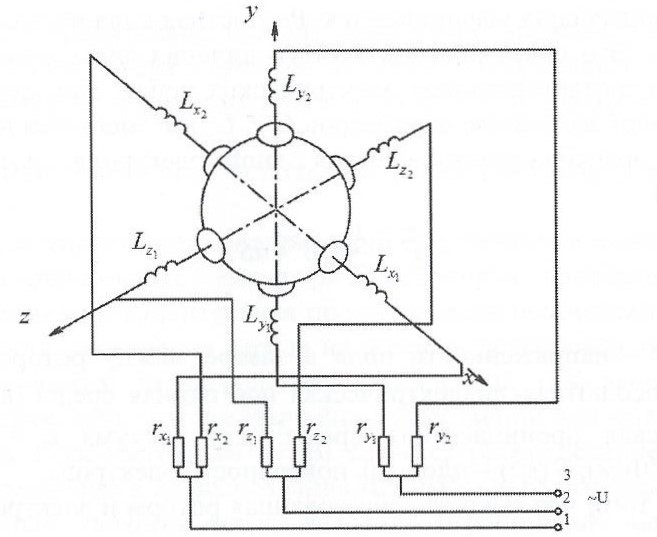 y
L_{x_2}
L_{y_2}
L_{z_2}
L_{z_1}
L_{x_1}
z
L_{y_1}
x
r_{x_1} r_{x_2} r_{z_1} r_{z_2} r_{y_1} r_{y_2}
3
2 ~U
1